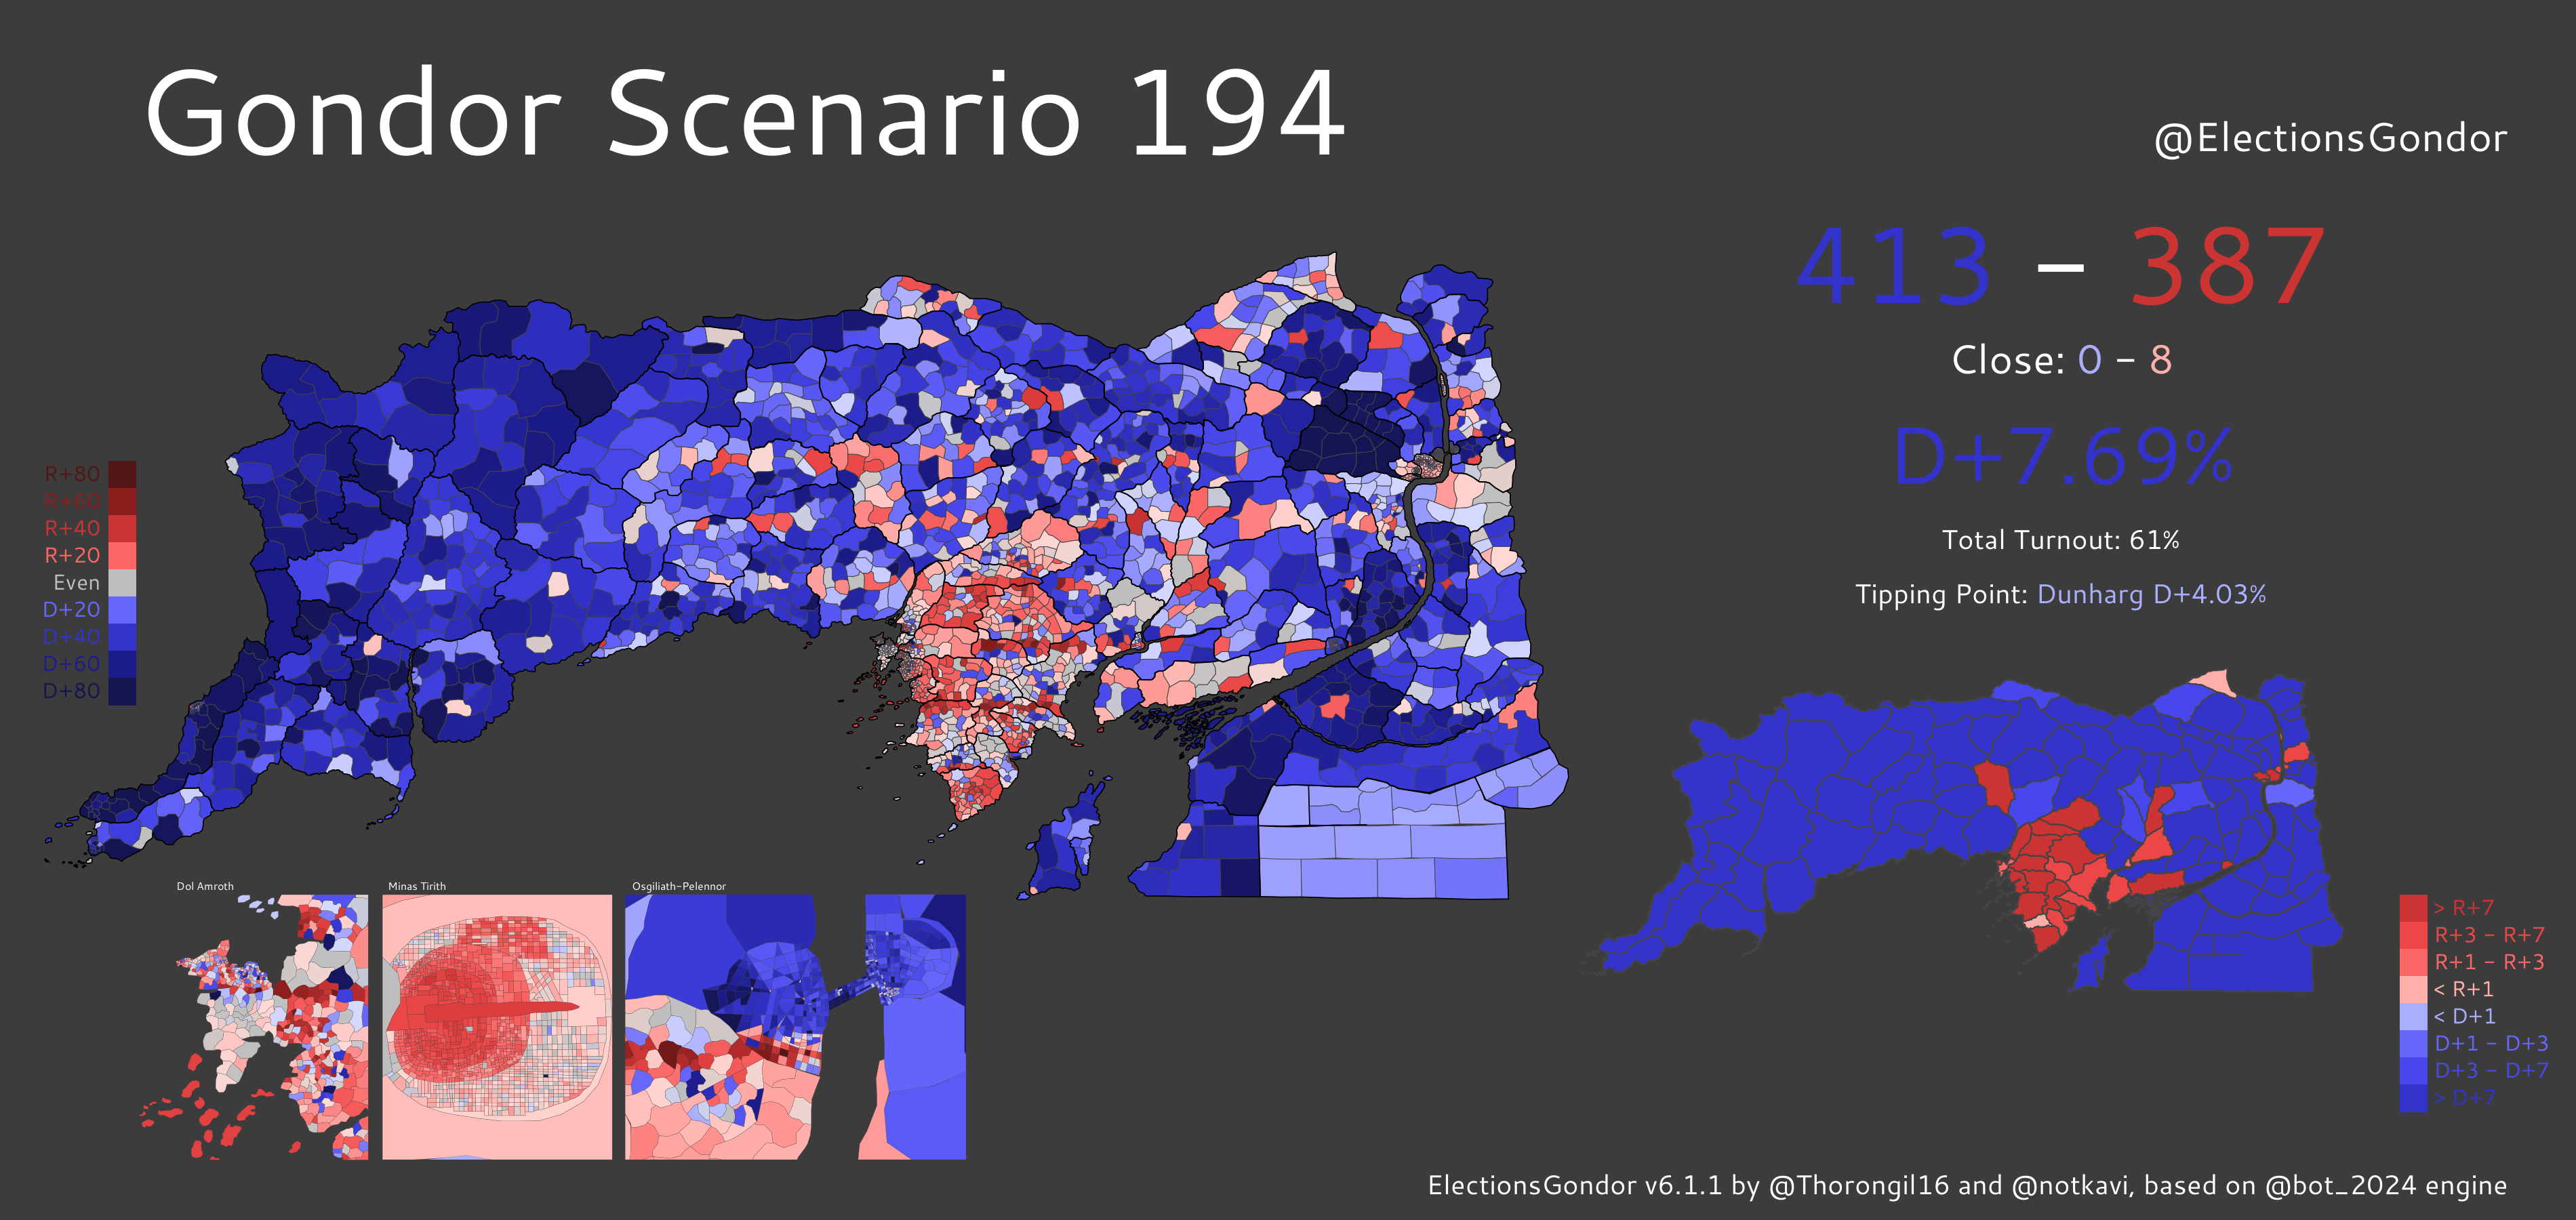 Gondor Scenario 194
@ElectionsGondor
413 – 387
Close: 0 - 8
D+7.69%
Total Turnout: 61%
Tipping Point: Dunharg D+4.03%
R+80
R+60
R+40
R+20
Even
D+20
D+40
D+60
D+80
Dol Amroth
Minas Tirith
Osgiliath-Pelennor
> R+7
R+3 - R+7
R+1 - R+3
< R+1
< D+1
D+1 - D+3
D+3 - D+7
> D+7
ElectionsGondor v6.1.1 by @Thorongil16 and @notkavi, based on @bot_2024 engine